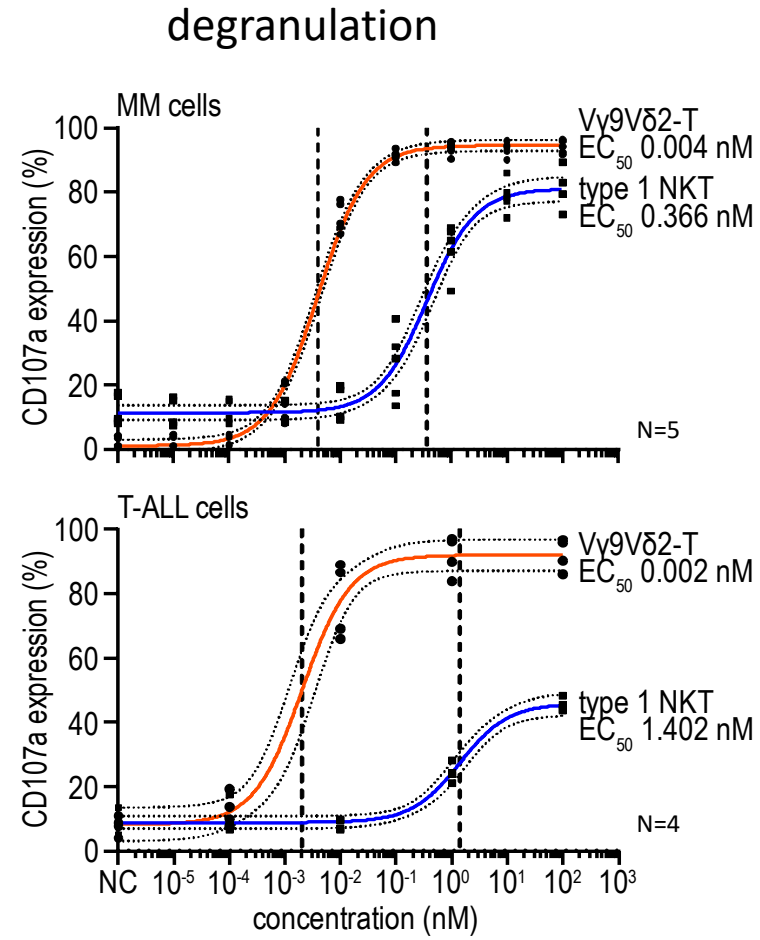 degranulation
MM cells
CD107a expression (%)
100
80
60
40
20
0
Vγ9Vδ2-T
EC₅₀ 0.004 nM
type 1 NKT
EC₅₀ 0.366 nM
N=5
T-ALL cells
CD107a expression (%)
100
80
60
40
20
0
Vγ9Vδ2-T
EC₅₀ 0.002 nM
type 1 NKT
EC₅₀ 1.402 nM
N=4
NC 10⁻⁵ 10⁻⁴ 10⁻³ 10⁻² 10⁻¹ 10⁰ 10¹ 10² 10³
concentration (nM)